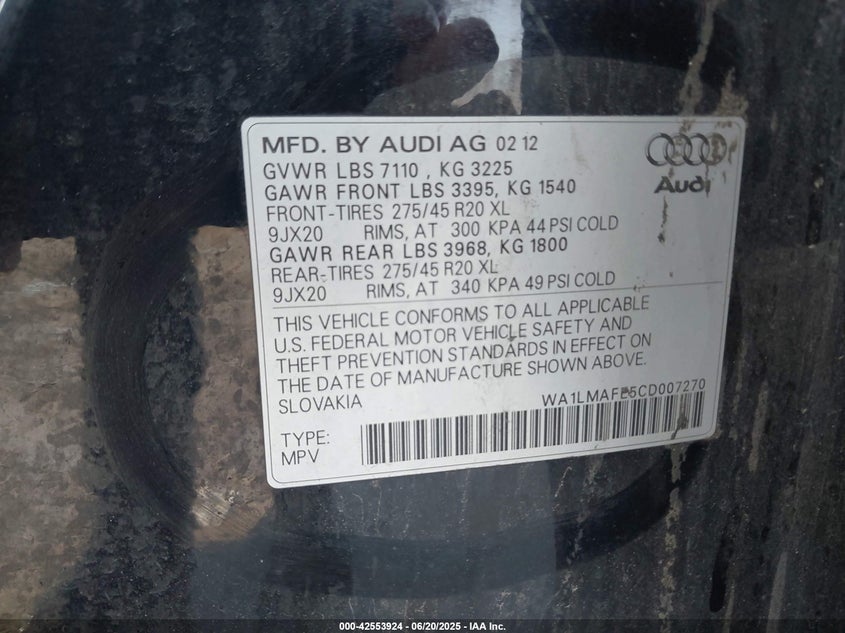 MFD. BY AUDI AG 02 12
GVWR LBS 7110 , KG 3225
GAWR FRONT LBS 3395, KG 1540
FRONT-TIRES 275/45 R20 XL
9JX20 RIMS, AT 300 KPA 44 PSI COLD
GAWR REAR LBS 3968, KG 1800
REAR-TIRES 275/45 R20 XL
9JX20 RIMS, AT 340 KPA 49 PSI COLD
Audi
THIS VEHICLE CONFORMS TO ALL APPLICABLE
U.S. FEDERAL MOTOR VEHICLE SAFETY AND
THEFT PREVENTION STANDARDS IN EFFECT ON
THE DATE OF MANUFACTURE SHOWN ABOVE.
SLOVAKIA
WA1LMAFE5CD007270
TYPE:
MPV
000-42553924 - 06/20/2025 - IAA Inc.